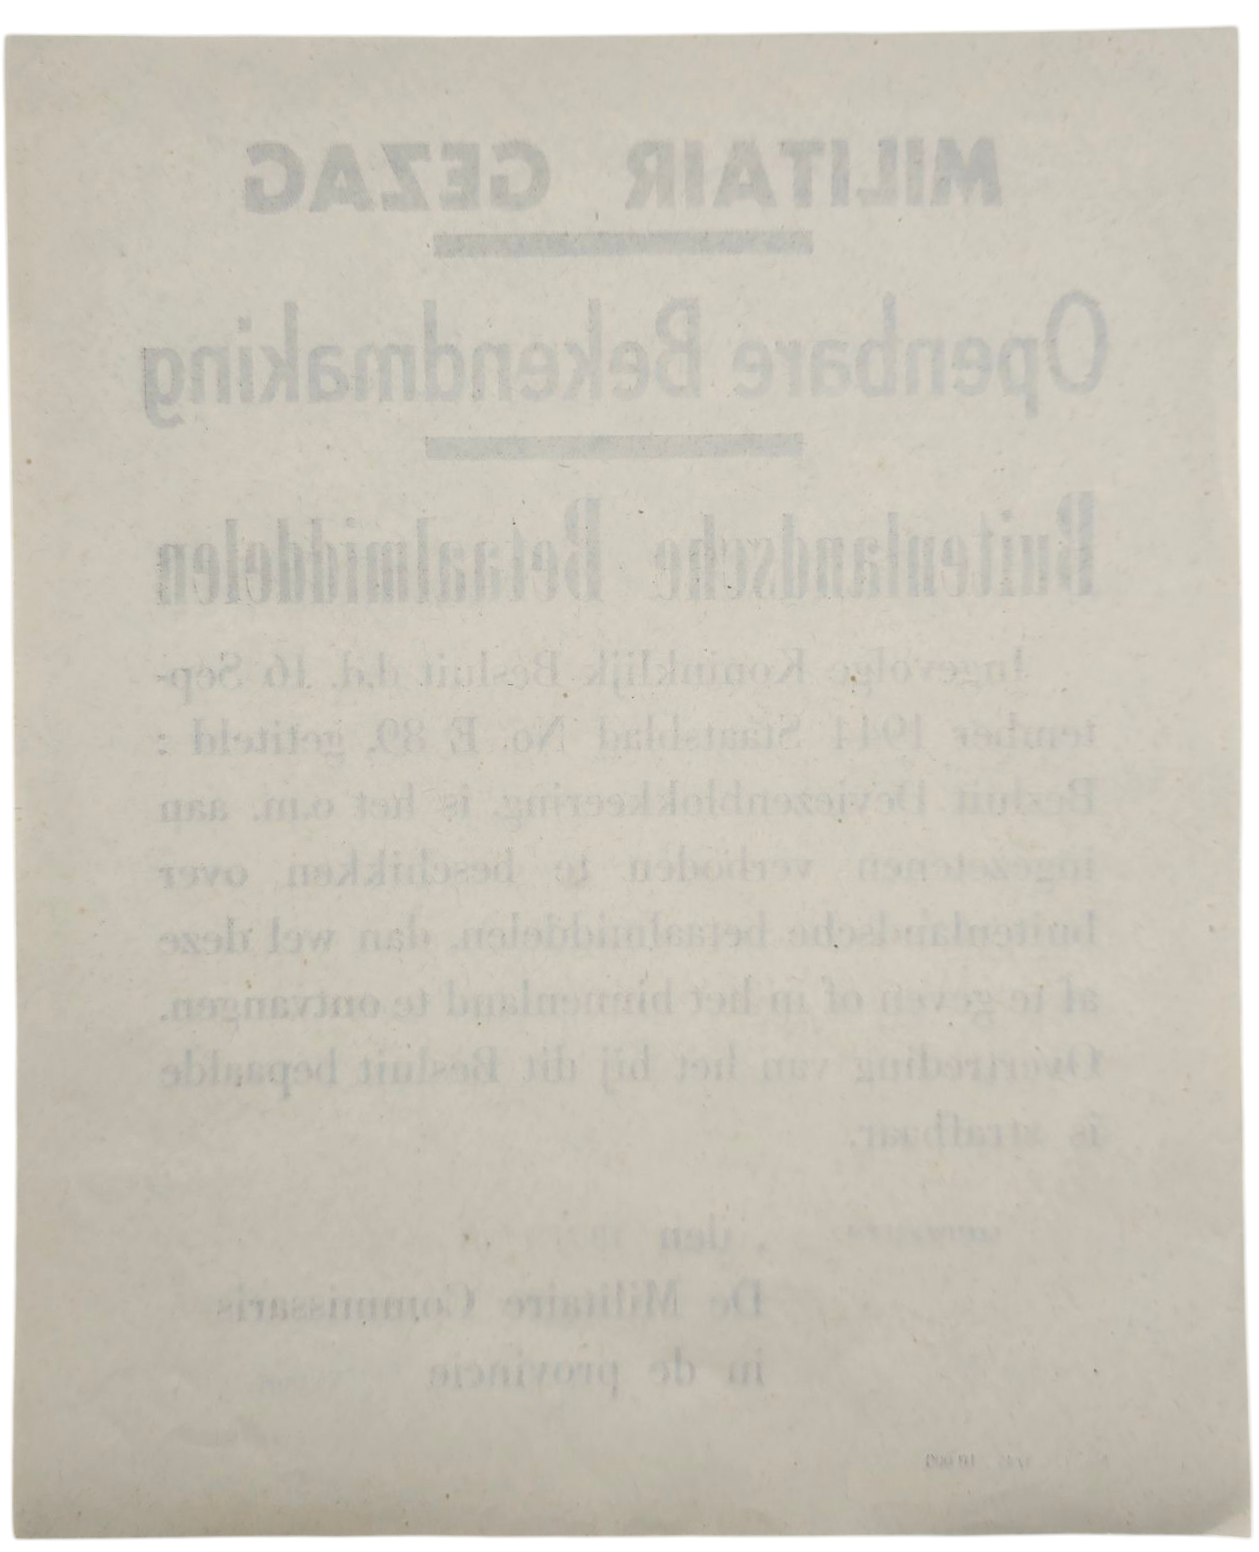 MILITAIR GEZAG
Openbare Bekendmaking
Buitenlandsche Betaalmiddelen
Ingevolge Koninklijk Besluit d.d. 16 Sep-
tember 1944 Staatsblad No. E 89, getiteld :
Besluit Deviezenblokkeering, is het o.m. aan
ingezetenen verboden te beschikken over
buitenlandsche betaalmiddelen, dan wel deze
af te geven of in het binnenland te ontvangen.
Overtreding van het bij dit Besluit bepaalde
is strafbaar.
, den
De Militaire Commissaris
in de provincie
10.000